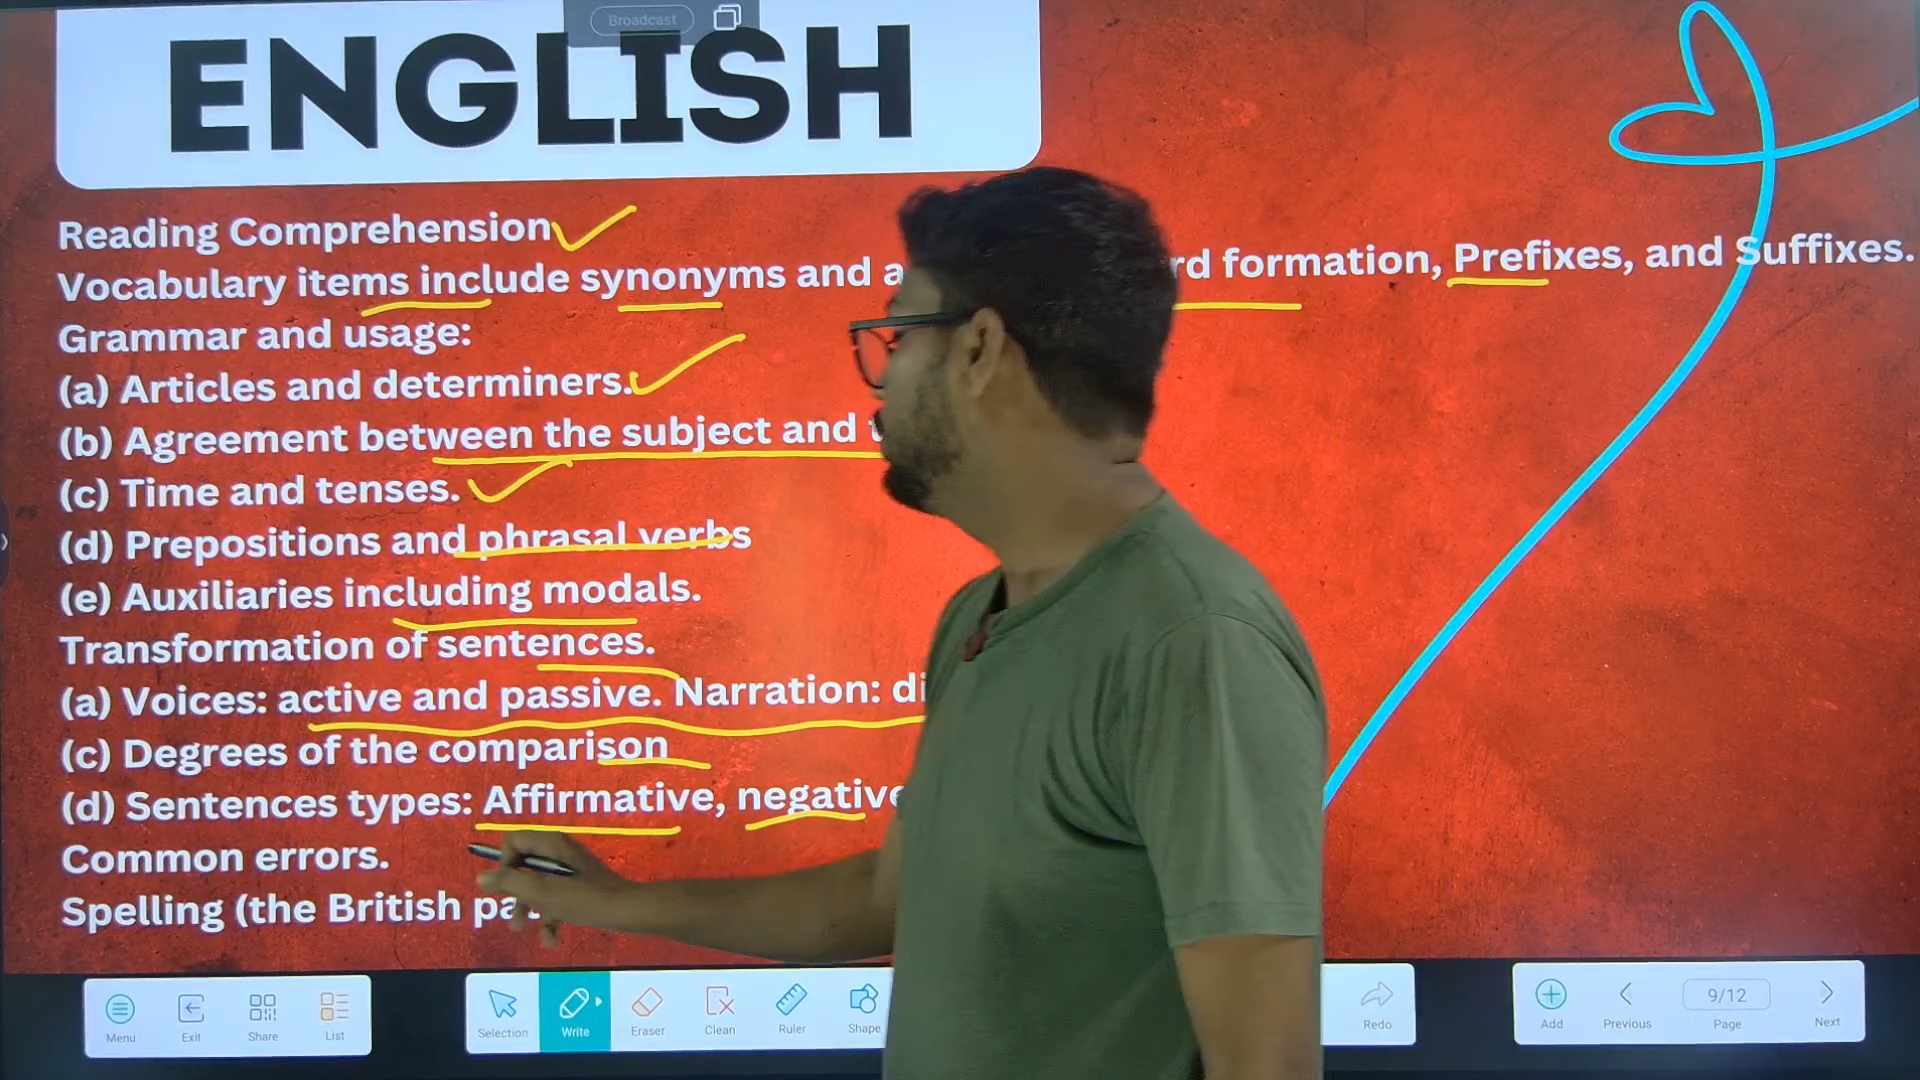 Broadcast
ENGLISH
Reading Comprehension
Vocabulary items include synonyms and formation, Prefixes, and Suffixes.
Grammar and usage:
(a) Articles and determiners.
(b) Agreement between the subject and
(c) Time and tenses.
(d) Prepositions and phrasal verbs
(e) Auxiliaries including modals.
Transformation of sentences.
(a) Voices: active and passive. Narration:
(c) Degrees of the comparison
(d) Sentences types: Affirmative, negative
Common errors.
Spelling (the British
Menu Exit Share List Selection Write Eraser Clean Ruler Shape Redo Add Previous 9/12 Page Next